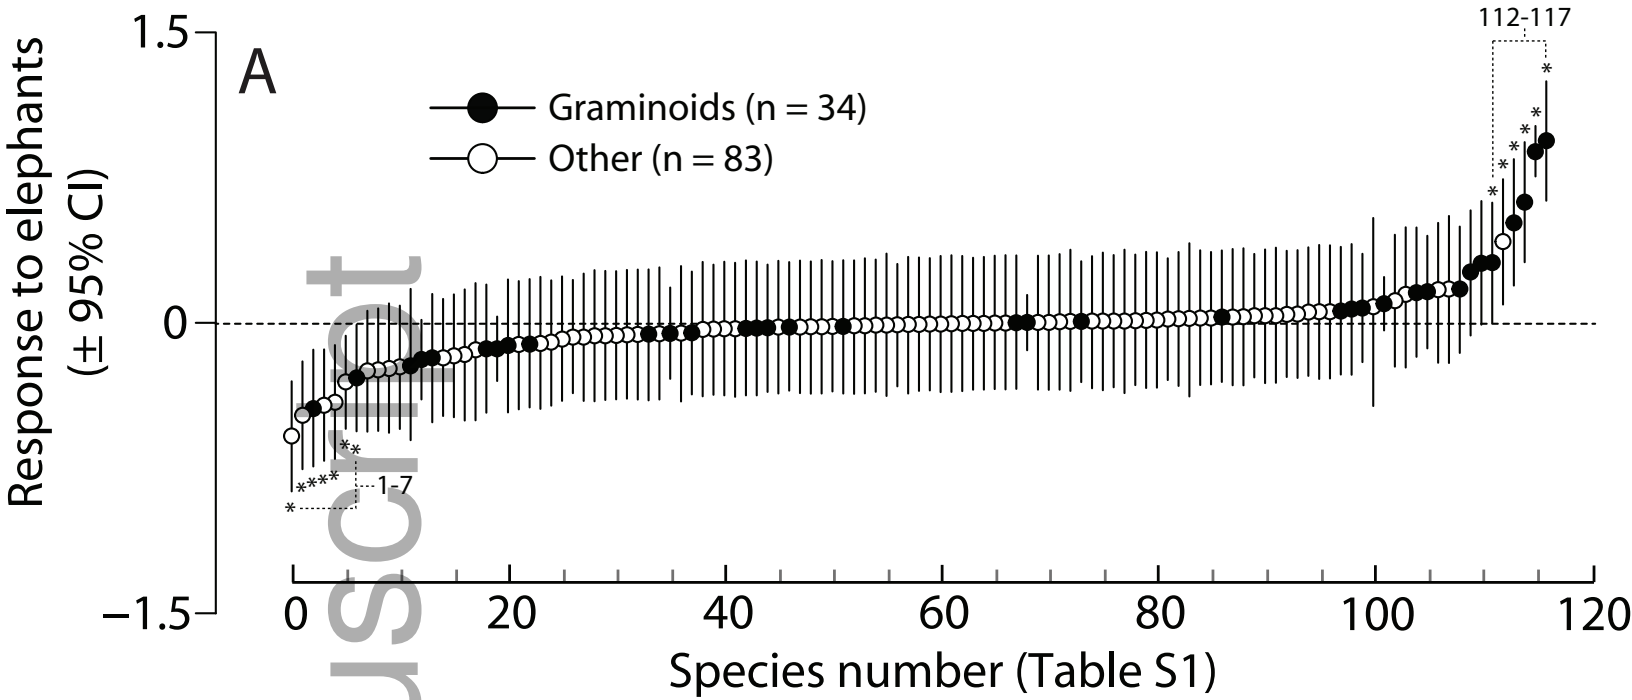 112-117
1.5
A
Graminoids (n = 34)
Other (n = 83)
Response to elephants
(± 95% CI)
0
* * * * * *
* * * * * * *
1-7
−1.5
0 20 40 60 80 100 120
Species number (Table S1)
uscript